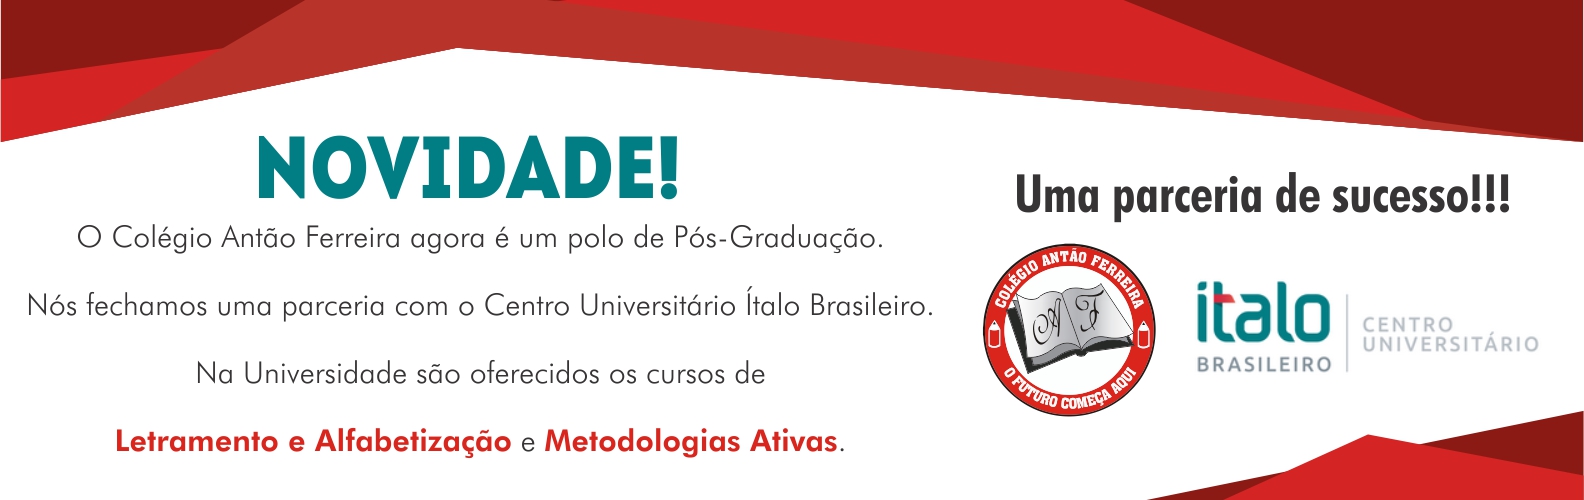 NOVIDADE!
O Colégio Antão Ferreira agora é um polo de Pós-Graduação.
Nós fechamos uma parceria com o Centro Universitário Ítalo Brasileiro.
Na Universidade são oferecidos os cursos de
Letramento e Alfabetização e Metodologias Ativas.
Uma parceria de sucesso!!!
COLÉGIO ANTÃO FERREIRA
A F
O FUTURO COMEÇA AQUI
ítalo
BRASILEIRO
CENTRO
UNIVERSITÁRIO